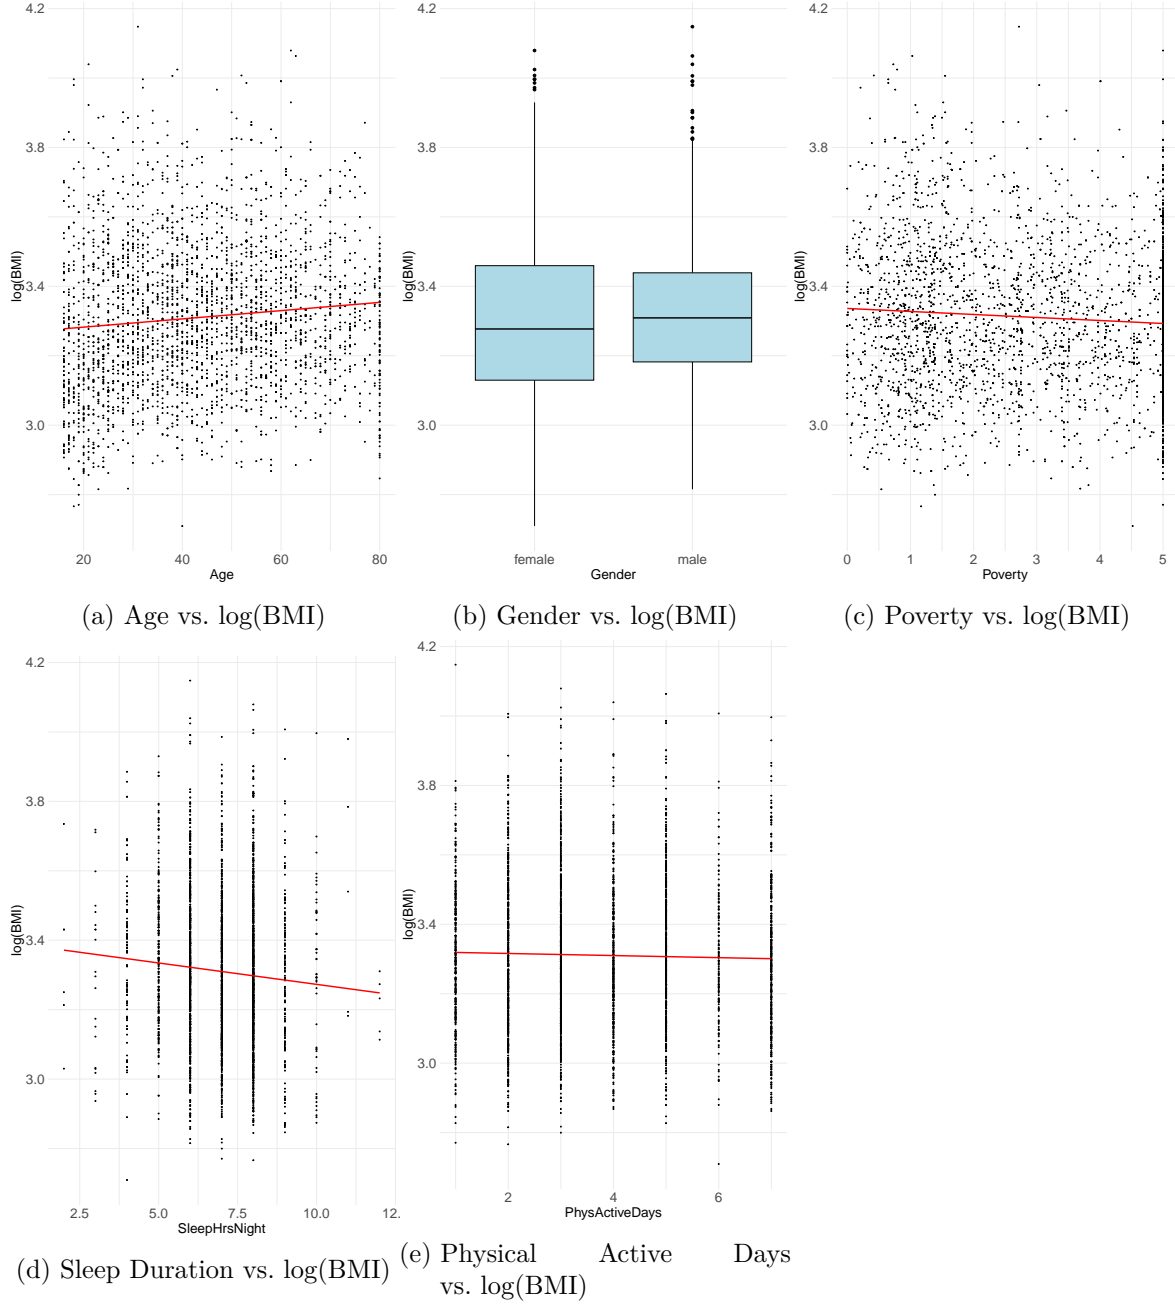 4.2
3.8
3.4
3.0
log(BMI)
20 40 60 80
Age
(a) Age vs. log(BMI)
4.2
3.8
3.4
3.0
log(BMI)
female male
Gender
(b) Gender vs. log(BMI)
4.2
3.8
3.4
3.0
log(BMI)
0 1 2 3 4 5
Poverty
(c) Poverty vs. log(BMI)
4.2
3.8
3.4
3.0
log(BMI)
2.5 5.0 7.5 10.0 12.
SleepHrsNight
(d) Sleep Duration vs. log(BMI)
4.2
3.8
3.4
3.0
log(BMI)
2 4 6
PhysActiveDays
(e) Physical Active Days
vs. log(BMI)